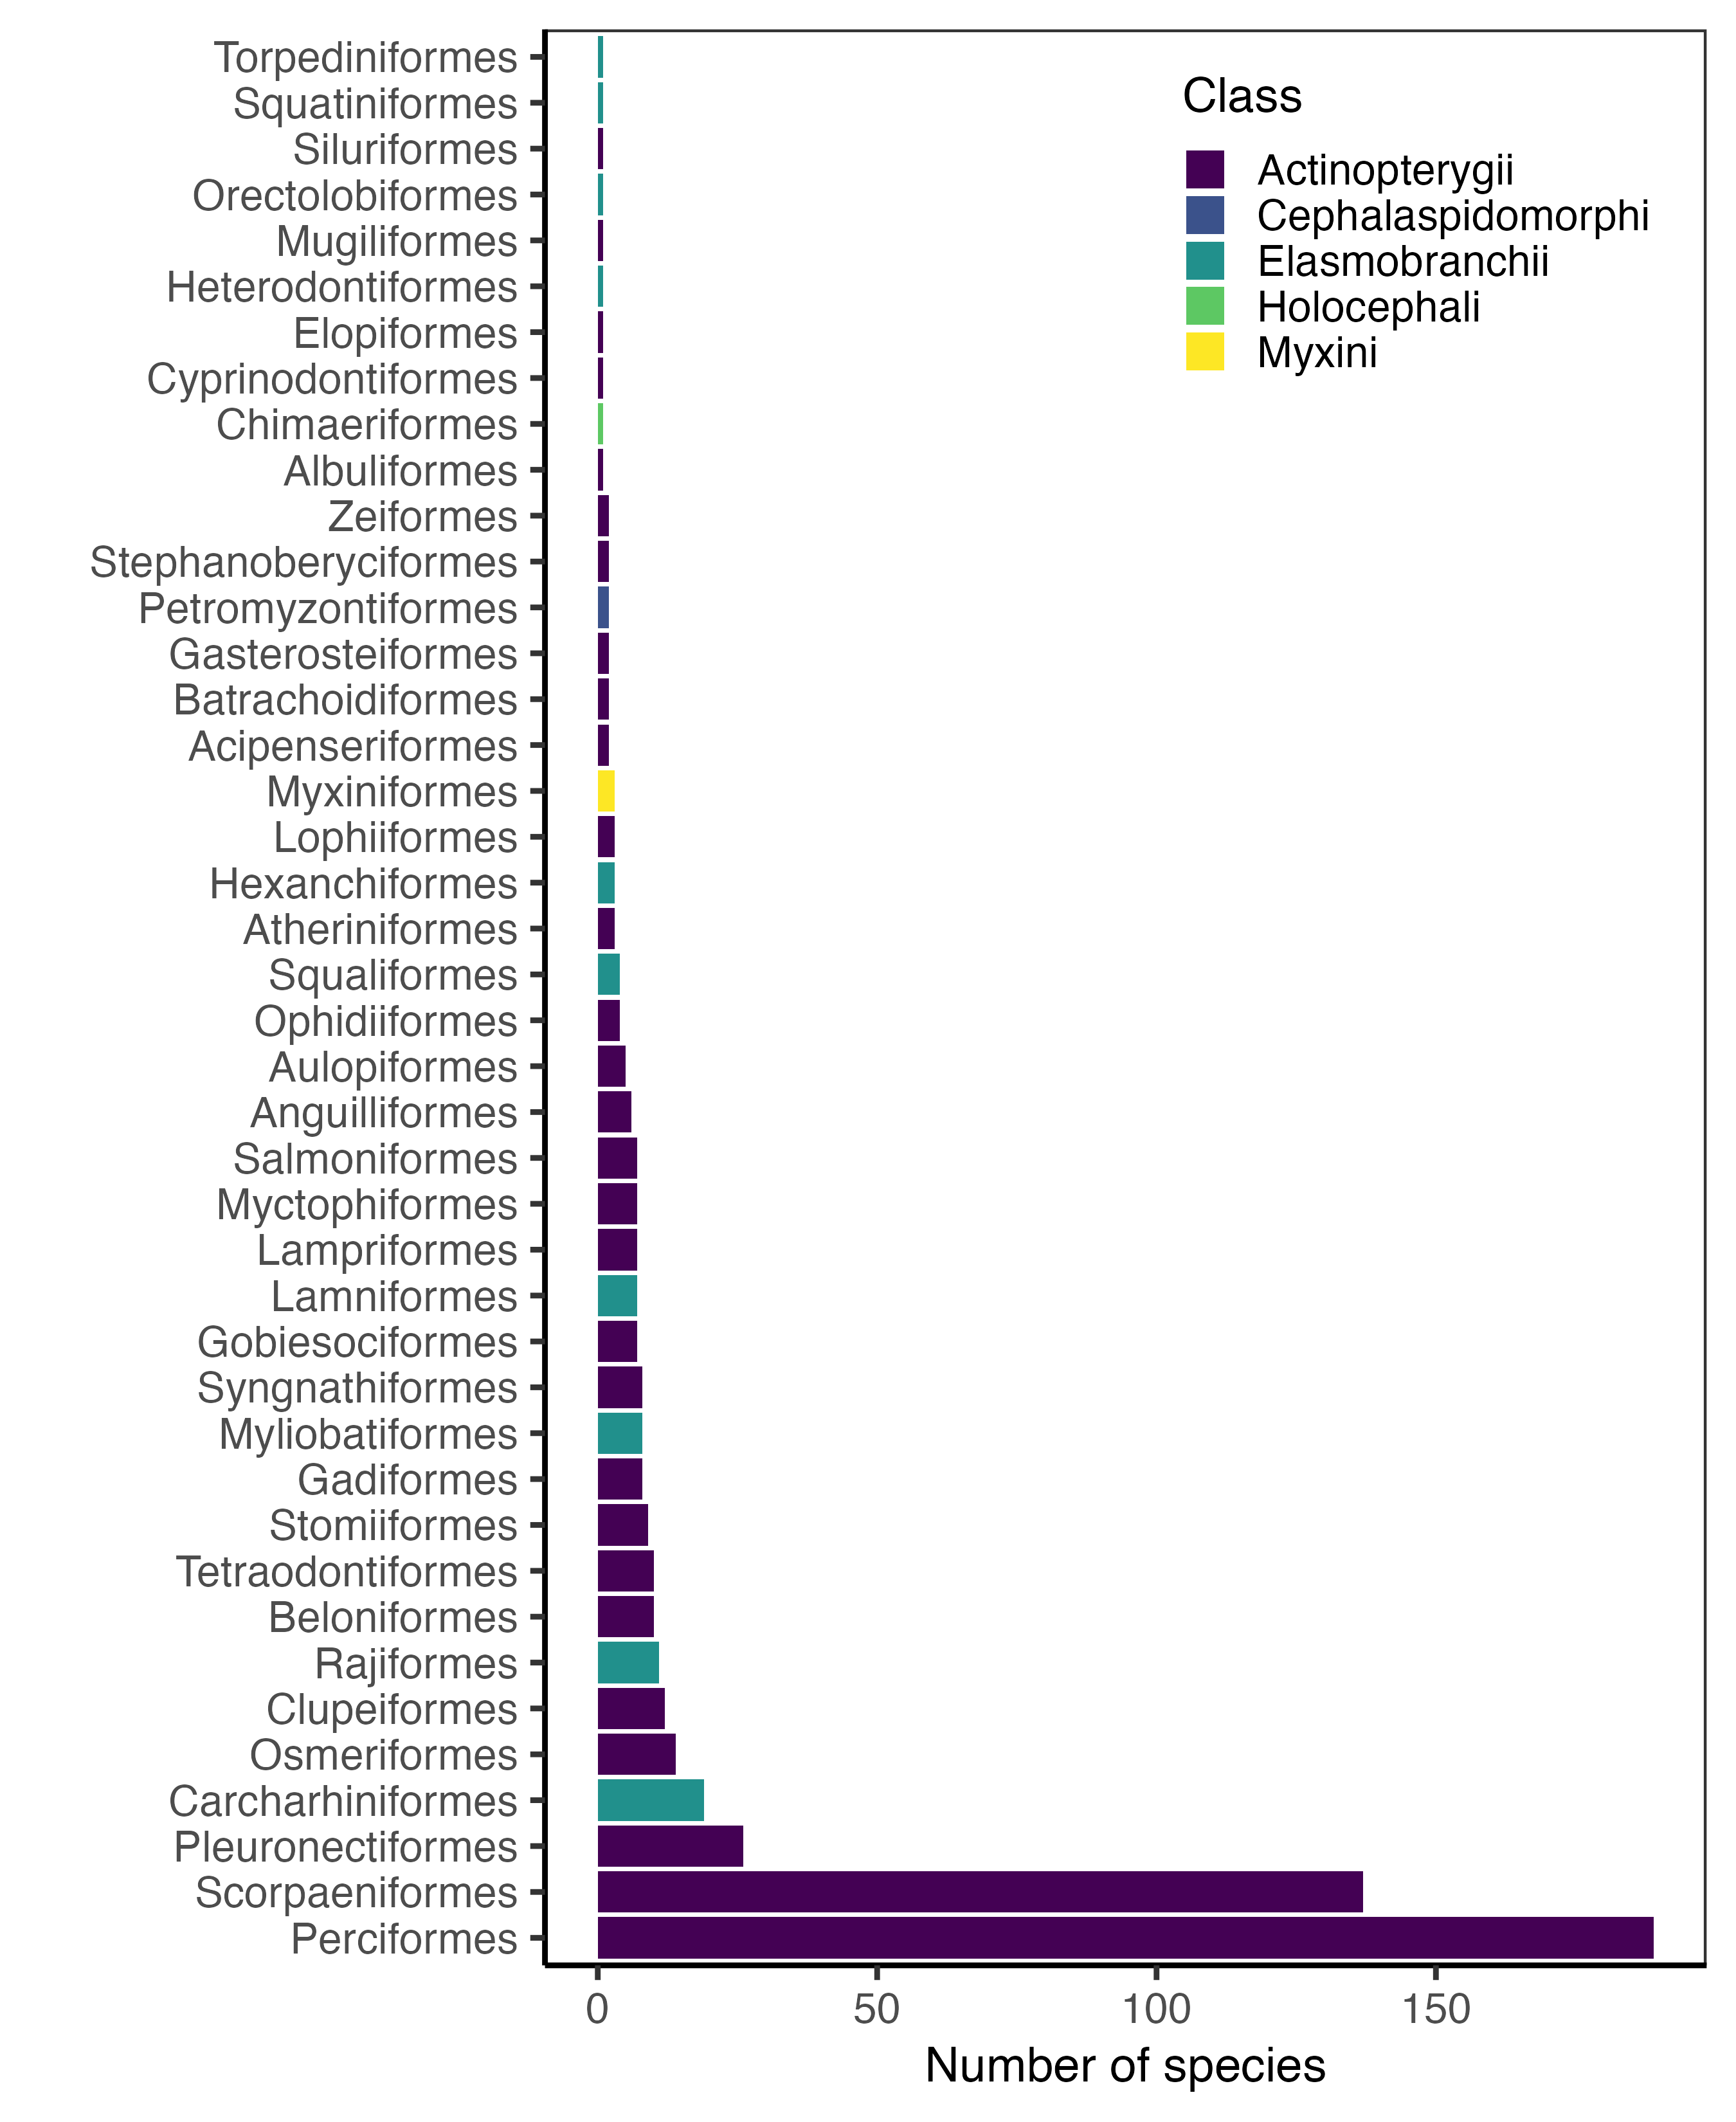 Torpediniformes
Squatiniformes
Siluriformes
Orectolobiformes
Mugiliformes
Heterodontiformes
Elopiformes
Cyprinodontiformes
Chimaeriformes
Albuliformes
Zeiformes
Stephanoberyciformes
Petromyzontiformes
Gasterosteiformes
Batrachoidiformes
Acipenseriformes
Myxiniformes
Lophiiformes
Hexanchiformes
Atheriniformes
Squaliformes
Ophidiiformes
Aulopiformes
Anguilliformes
Salmoniformes
Myctophiformes
Lampriformes
Lamniformes
Gobiesociformes
Syngnathiformes
Myliobatiformes
Gadiformes
Stomiiformes
Tetraodontiformes
Beloniformes
Rajiformes
Clupeiformes
Osmeriformes
Carcharhiniformes
Pleuronectiformes
Scorpaeniformes
Perciformes
Class
Actinopterygii
Cephalaspidomorphi
Elasmobranchii
Holocephali
Myxini
0 50 100 150
Number of species